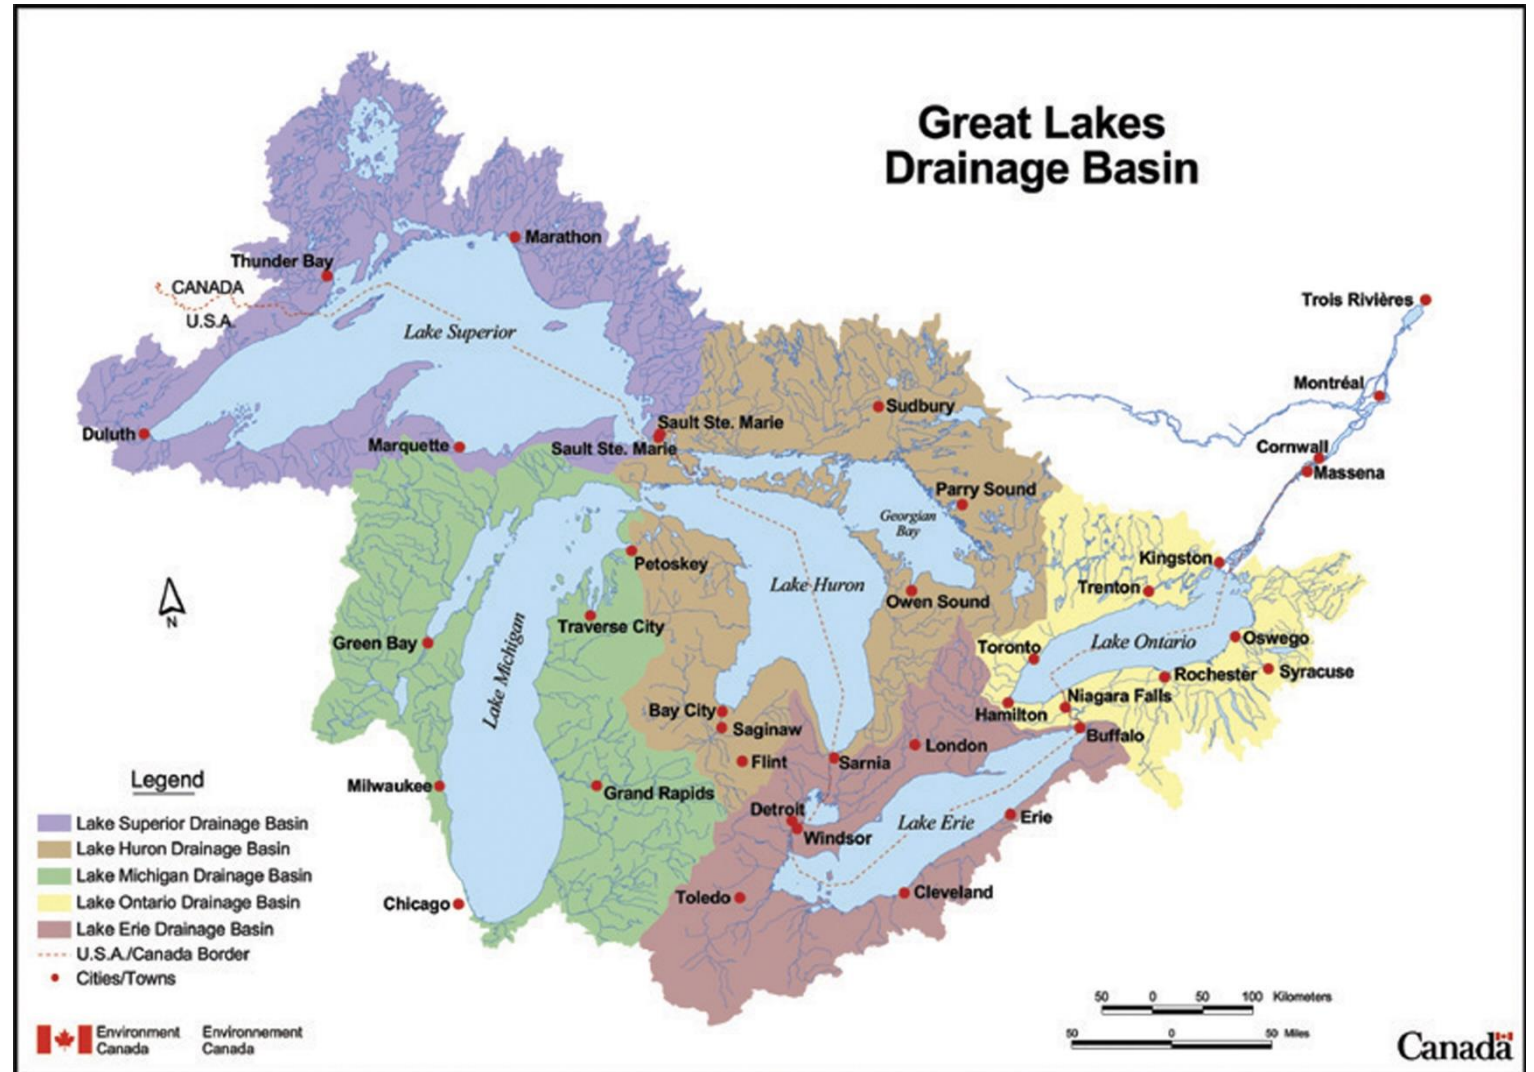 Great Lakes
Drainage Basin
Marathon
Thunder Bay
CANADA
U.S.A.
Lake Superior
Trois Rivières
Montréal
Duluth
Marquette
Sault Ste. Marie
Sault Ste. Marie
Sudbury
Cornwall
Massena
Parry Sound
Georgian
Bay
Kingston
Petoskey
Lake Huron
Trenton
Owen Sound
Traverse City
Green Bay
Lake Michigan
Lake Ontario
Oswego
Toronto
Syracuse
Rochester
Niagara Falls
Hamilton
Bay City
Saginaw
Buffalo
London
Flint
Sarnia
Milwaukee
Grand Rapids
Detroit
Windsor
Lake Erie
Erie
Toledo
Cleveland
Chicago
Legend
Lake Superior Drainage Basin
Lake Huron Drainage Basin
Lake Michigan Drainage Basin
Lake Ontario Drainage Basin
Lake Erie Drainage Basin
U.S.A./Canada Border
Cities/Towns
N
50 0 50 100 Kilometers
50 0 50 Miles
Environment
Canada
Environnement
Canada
Canada